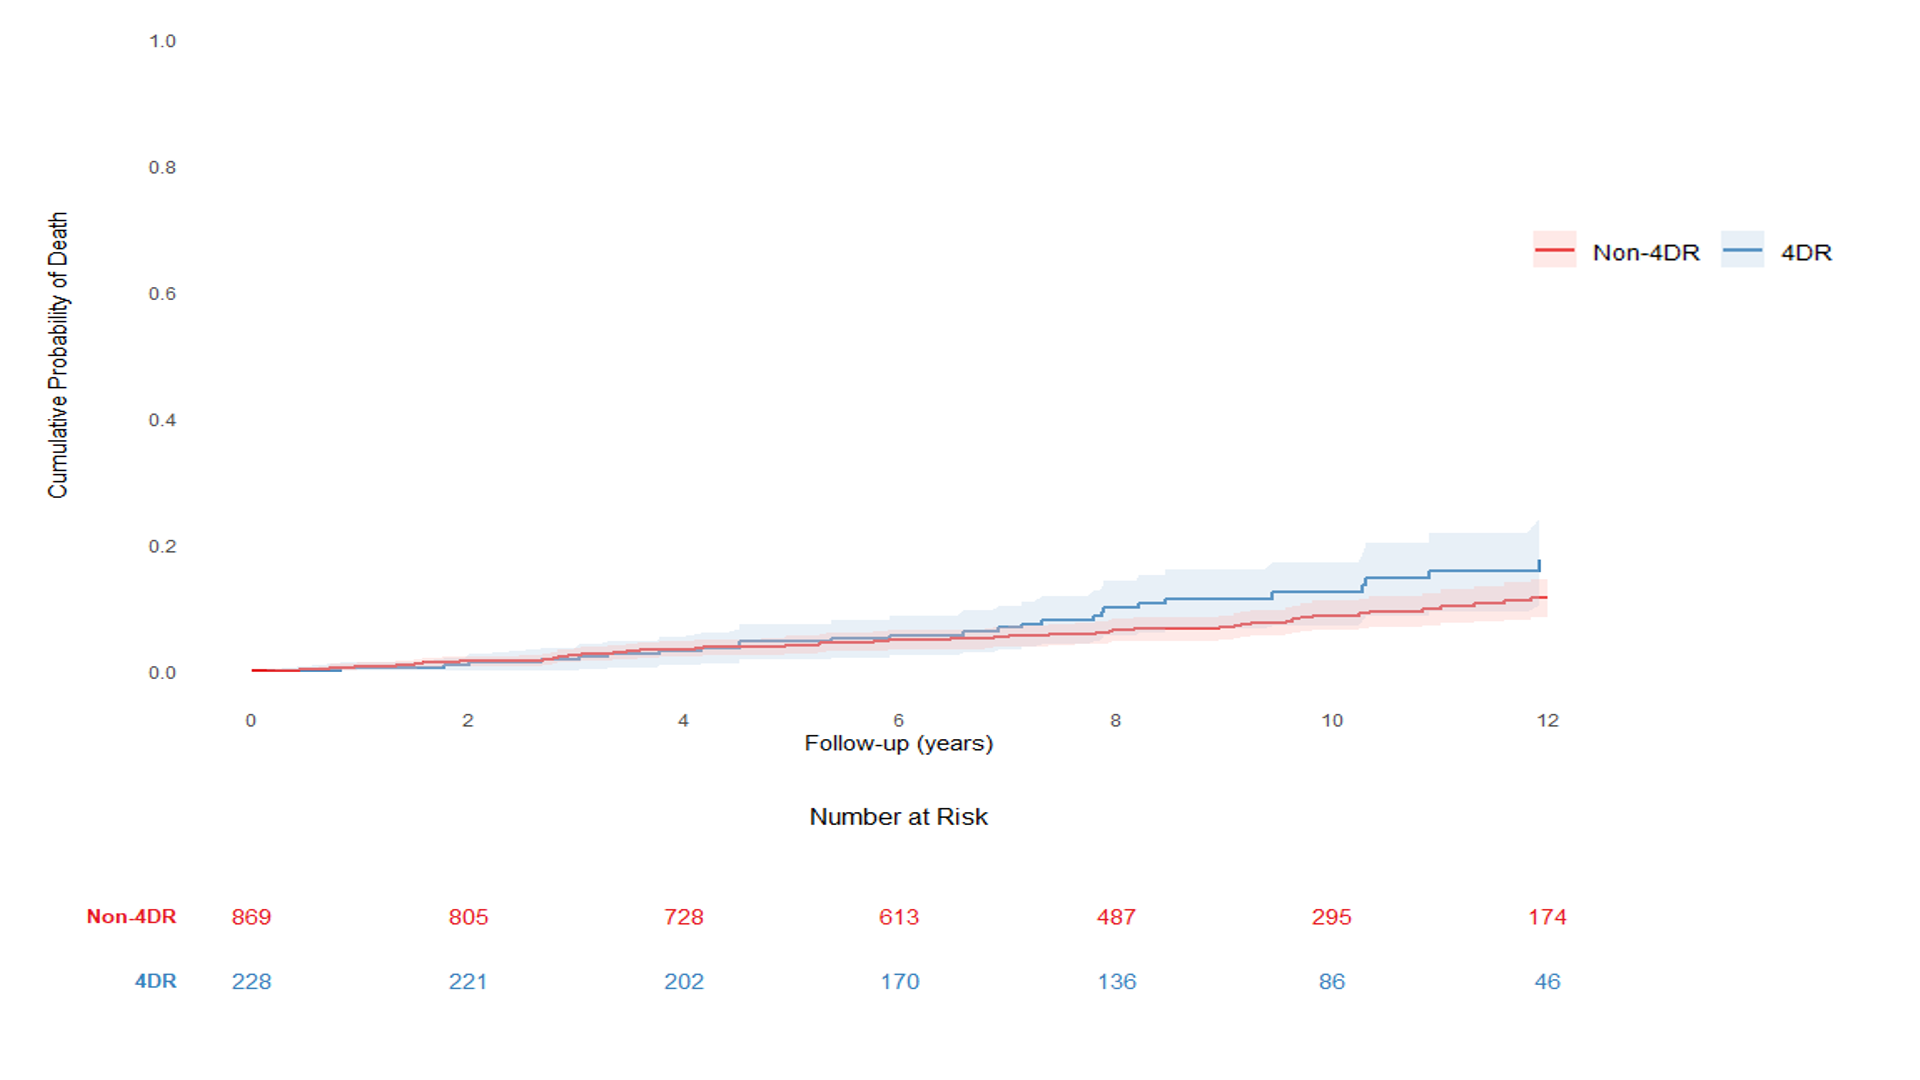 1.0
0.8
0.6
0.4
0.2
0.0
Cumulative Probability of Death
Non-4DR 4DR
0 2 4 6 8 10 12
Follow-up (years)
Number at Risk
Non-4DR 869 805 728 613 487 295 174
4DR 228 221 202 170 136 86 46